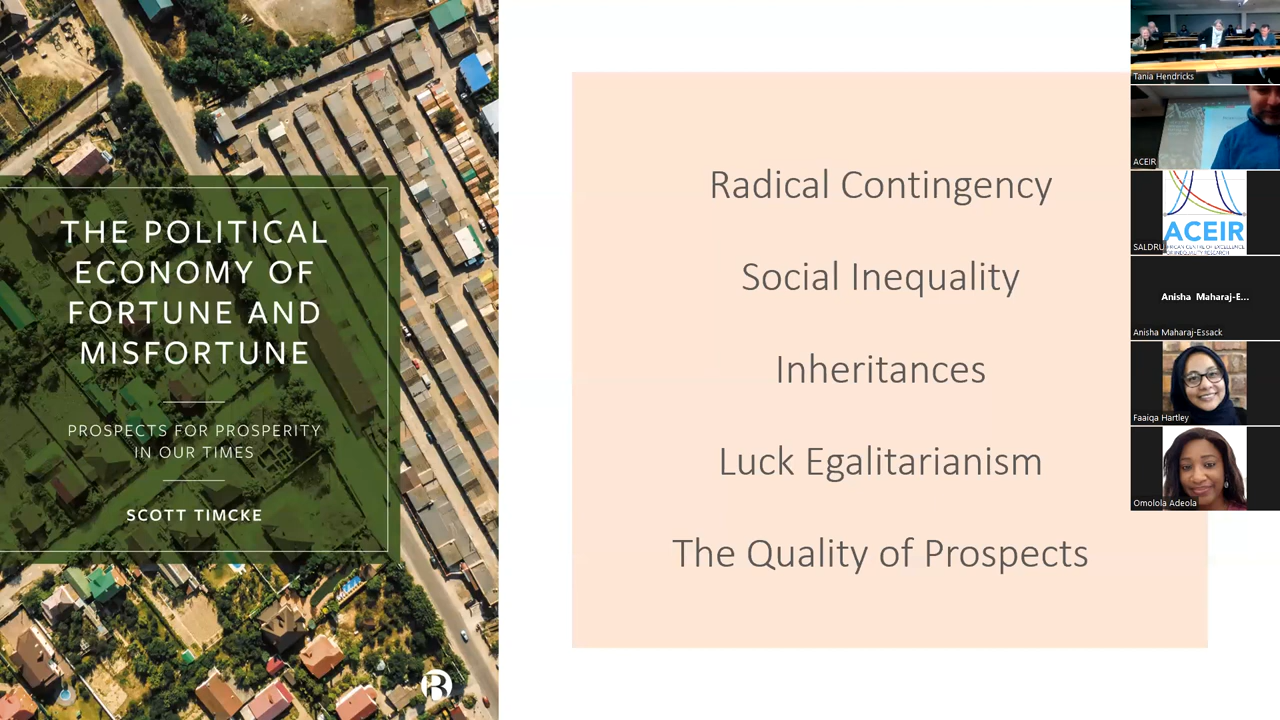 THE POLITICAL
ECONOMY OF
FORTUNE AND
MISFORTUNE
PROSPECTS FOR PROSPERITY
IN OUR TIMES
SCOTT TIMCKE
Radical Contingency
Social Inequality
Inheritances
Luck Egalitarianism
The Quality of Prospects
Tania Hendricks
ACEIR
ACEIR
SALDRU
Anisha Maharaj-E...
Anisha Maharaj-Essack
Faaiqa Hartley
Omolola Adeola